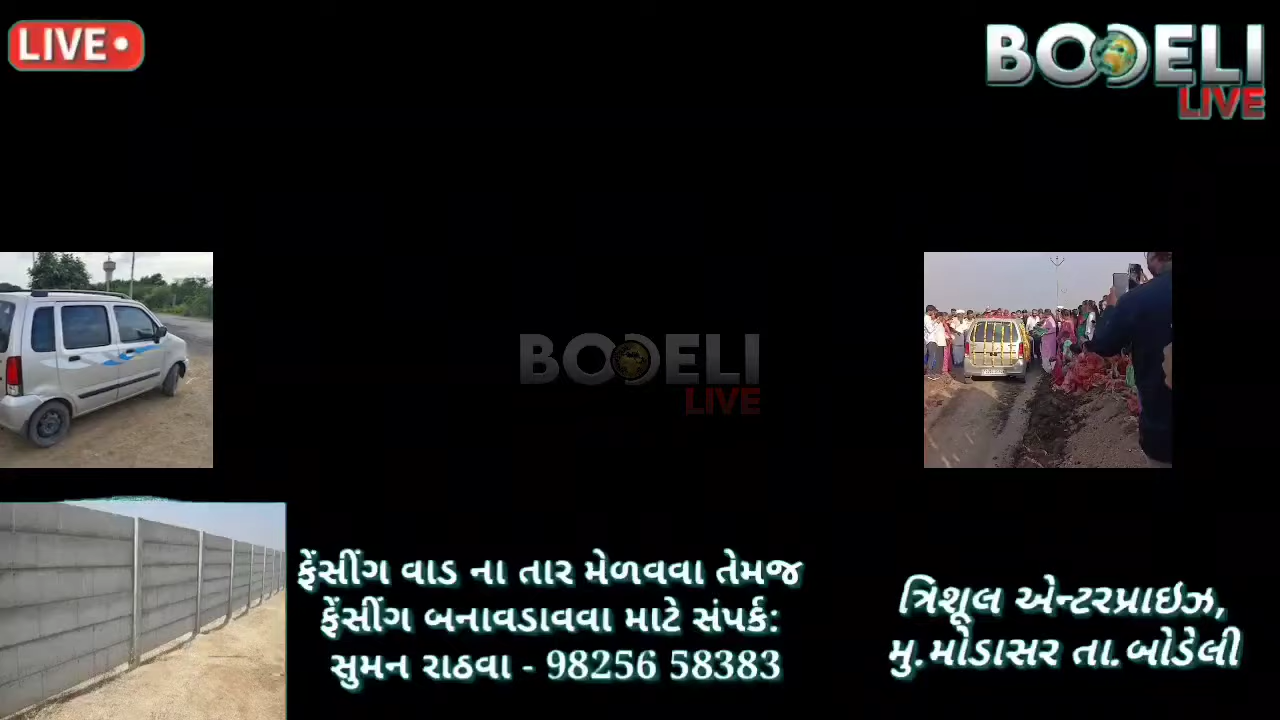 LIVE
BODELI
LIVE
BODELI
LIVE
ફેંસીંગ વાડ ના તાર મેળવવા તેમજ
ફેંસીંગ બનાવડાવવા માટે સંપર્ક:
સુમન રાઠવા - 98256 58383
ત્રિશૂલ એન્ટરપ્રાઇઝ,
મુ.મોડાસર તા.બોડેલી